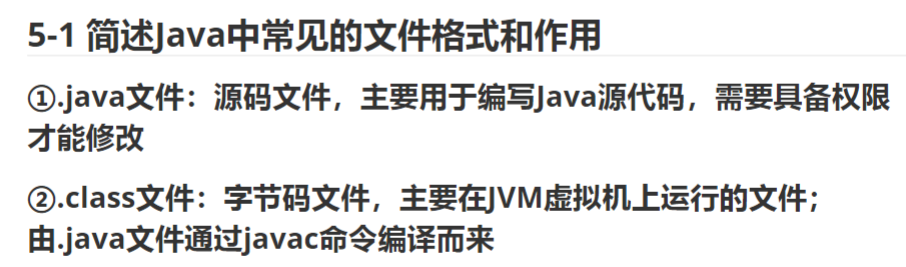 5-1 简述Java中常见的文件格式和作用
①.java文件：源码文件，主要用于编写Java源代码，需要具备权限
才能修改
②.class文件：字节码文件，主要在JVM虚拟机上运行的文件；
由.java文件通过javac命令编译而来